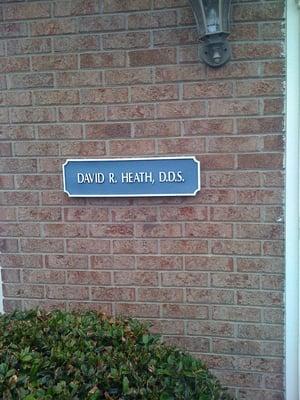 DAVID R. HEATH, D.D.S.